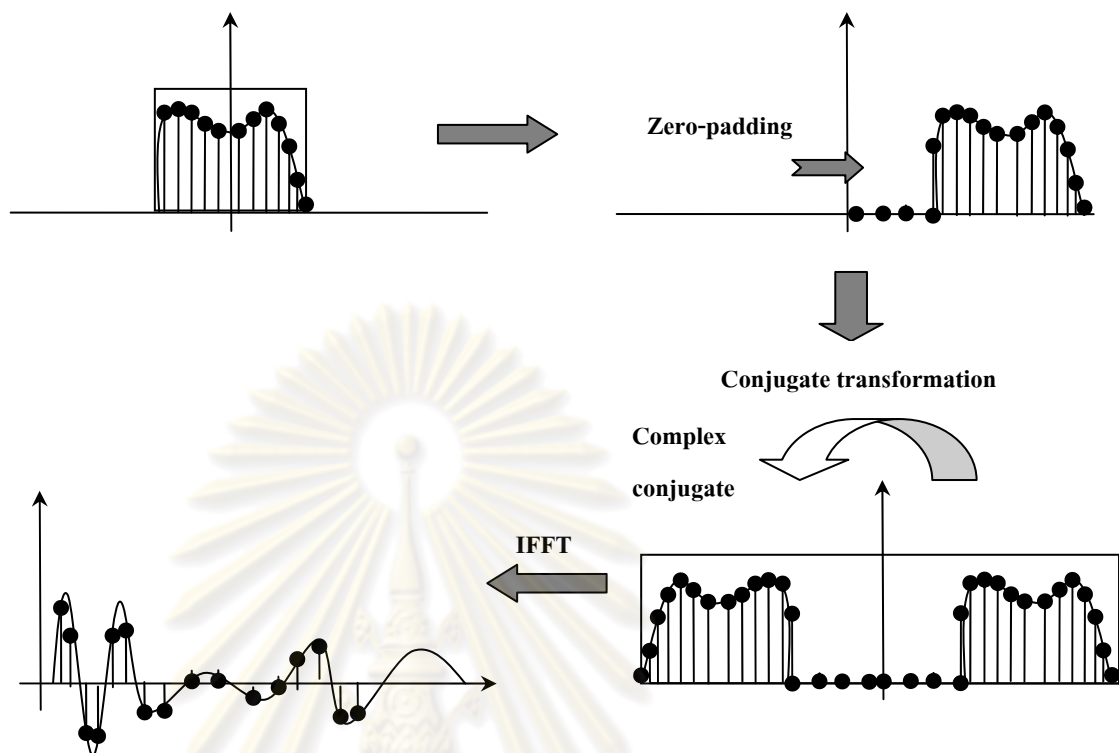 Zero-padding
Conjugate transformation
Complex
conjugate
IFFT